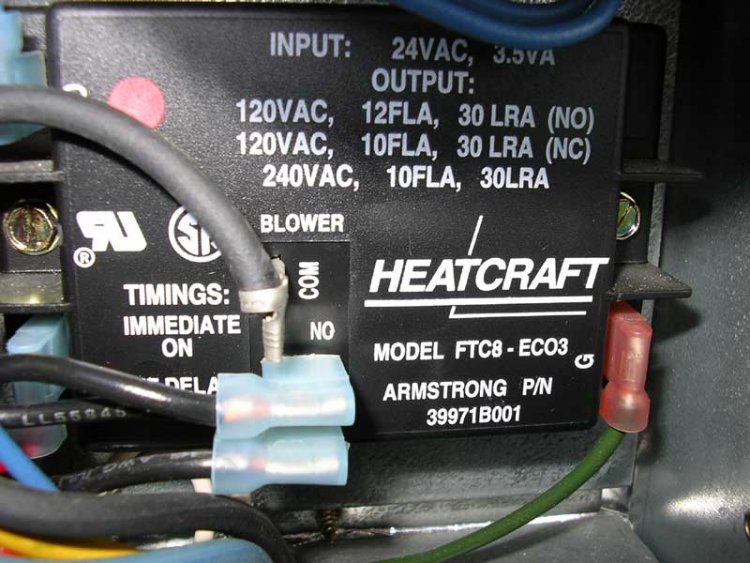 INPUT: 24VAC, 3.5VA
OUTPUT:
120VAC, 12FLA, 30 LRA (NO)
120VAC, 10FLA, 30 LRA (NC)
240VAC, 10FLA, 30LRA
BLOWER
COM
NO
TIMINGS:
IMMEDIATE
ON
HEATCRAFT
MODEL FTC8 - ECO3
G
ARMSTRONG P/N
39971B001